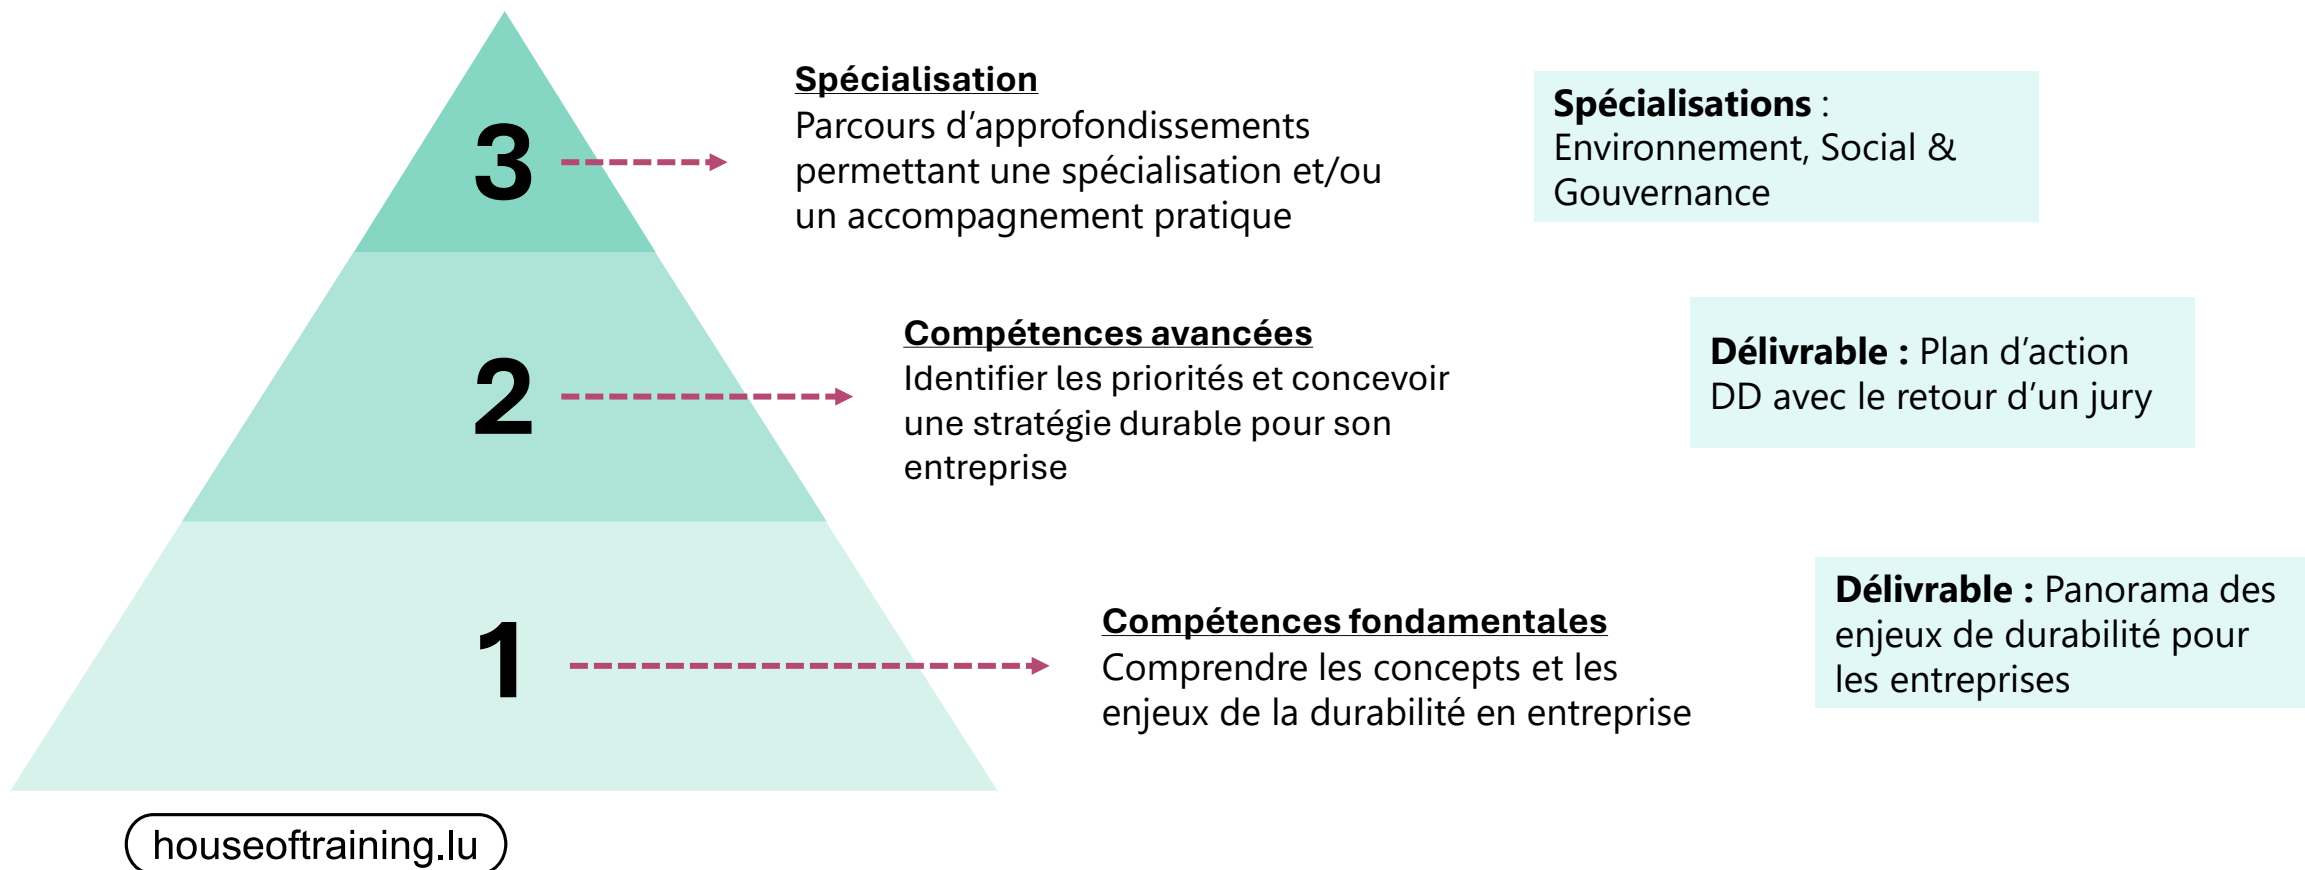 3
Spécialisation
Parcours d’approfondissements
permettant une spécialisation et/ou
un accompagnement pratique
Spécialisations :
Environnement, Social &
Gouvernance
2
Compétences avancées
Identifier les priorités et concevoir
une stratégie durable pour son
entreprise
Délivrable : Plan d’action
DD avec le retour d’un jury
1
Compétences fondamentales
Comprendre les concepts et les
enjeux de la durabilité en entreprise
Délivrable : Panorama des
enjeux de durabilité pour
les entreprises
houseoftraining.lu